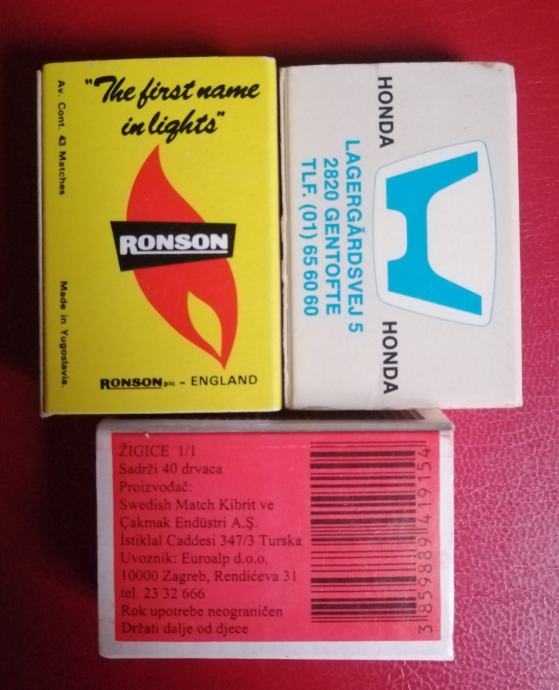 "The first name
in lights"
RONSON
RONSON plc - ENGLAND
Av. Cont. 43 Matches
Made in Yugoslavia.
HONDA
HONDA
LAGERGÅRDSVEJ 5
2820 GENTOFTE
TLF. (01) 65 60 60
ŽIGICE 1/1
Sadrži 40 drvaca
Proizvođač:
Swedish Match Kibrit ve
Çakmak Endüstri A.Ş.
İstiklal Caddesi 347/3 Turska
Uvoznik: Euroalp d.o.o.
10000 Zagreb, Rendićeva 31
tel. 23 32 666
Rok upotrebe neograničen
Držati dalje od djece
3 859889 419154